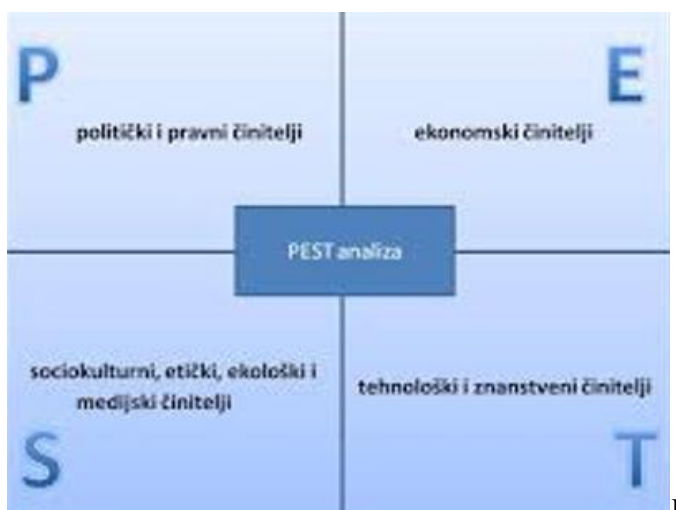 P
E
politički i pravni činitelji
ekonomski činitelji
PEST analiza
sociokulturni, etički, ekološki i
medijski činitelji
tehnološki i znanstveni činitelji
S
T